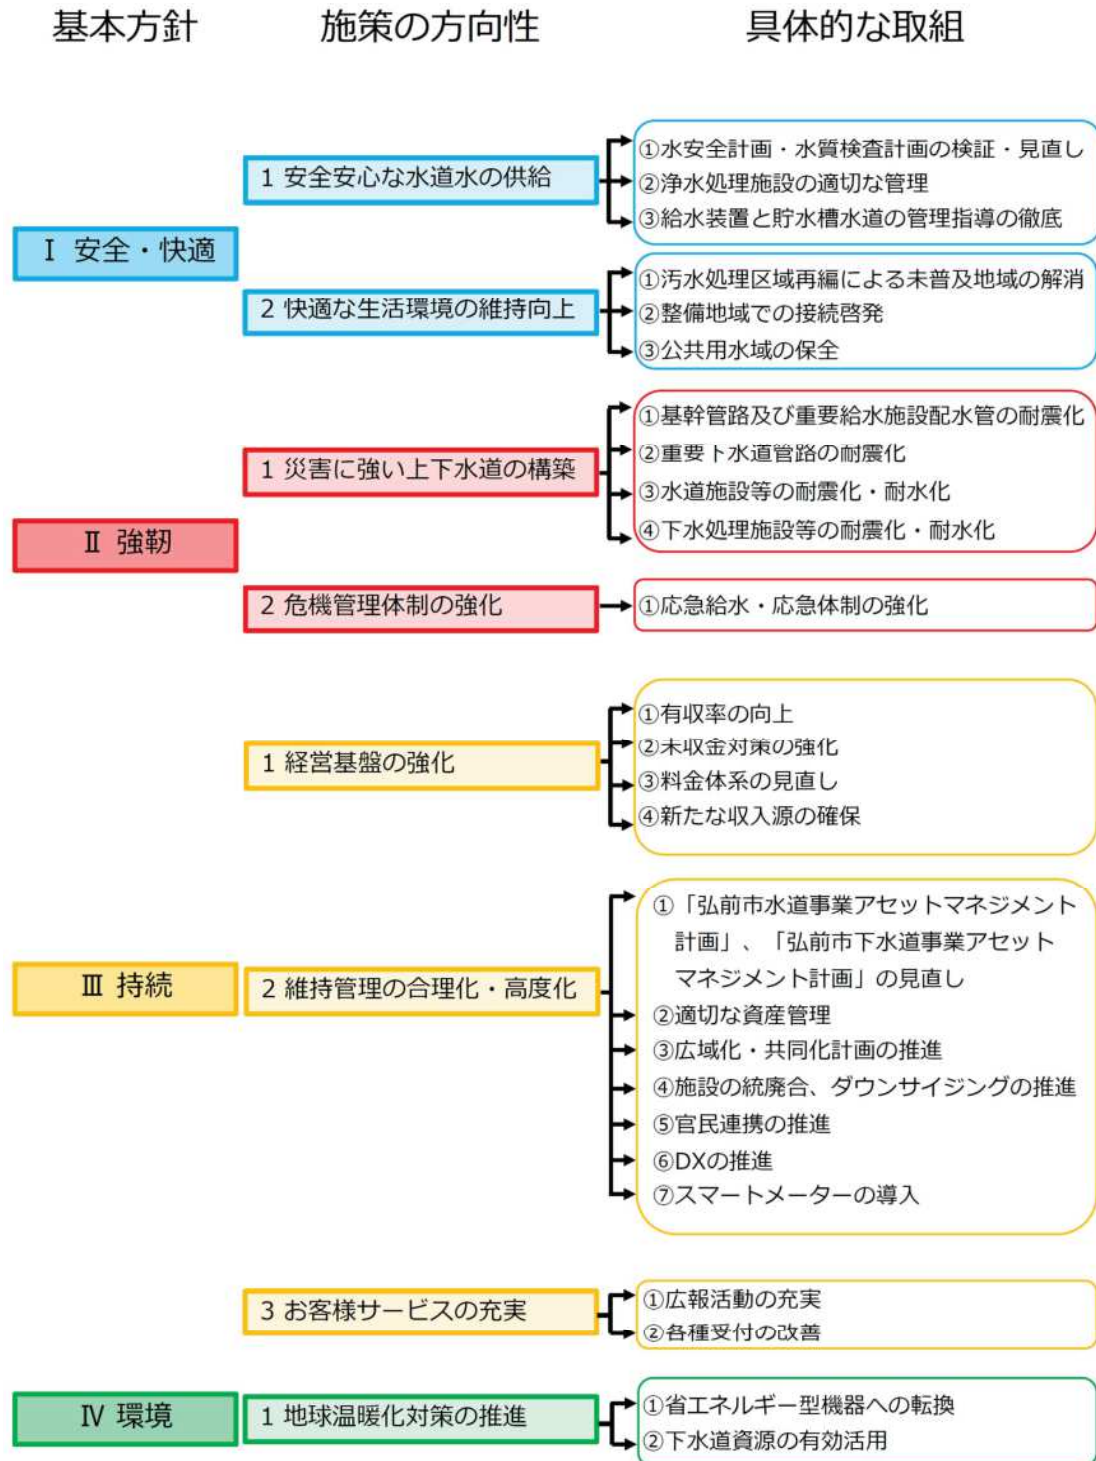 基本方針 施策の方向性 具体的な取組
Ⅰ 安全・快適
1 安全安心な水道水の供給
①水安全計画・水質検査計画の検証・見直し
②浄水処理施設の適切な管理
③給水装置と貯水槽水道の管理指導の徹底
2 快適な生活環境の維持向上
①汚水処理区域再編による未普及地域の解消
②整備地域での接続啓発
③公共用水域の保全
Ⅱ 強靭
1 災害に強い上下水道の構築
①基幹管路及び重要給水施設配水管の耐震化
②重要下水道管路の耐震化
③水道施設等の耐震化・耐水化
④下水処理施設等の耐震化・耐水化
2 危機管理体制の強化
①応急給水・応急体制の強化
Ⅲ 持続
1 経営基盤の強化
①有収率の向上
②未収金対策の強化
③料金体系の見直し
④新たな収入源の確保
2 維持管理の合理化・高度化
①「弘前市水道事業アセットマネジメント
計画」、「弘前市下水道事業アセット
マネジメント計画」の見直し
②適切な資産管理
③広域化・共同化計画の推進
④施設の統廃合、ダウンサイジングの推進
⑤官民連携の推進
⑥DXの推進
⑦スマートメーターの導入
3 お客様サービスの充実
①広報活動の充実
②各種受付の改善
Ⅳ 環境
1 地球温暖化対策の推進
①省エネルギー型機器への転換
②下水道資源の有効活用